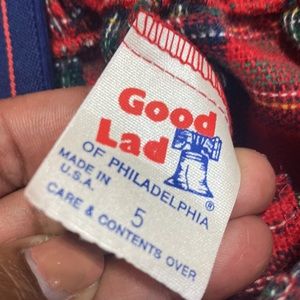 Good
Lad
®
OF PHILADELPHIA
MADE IN
U.S.A.
5
CARE & CONTENTS OVER